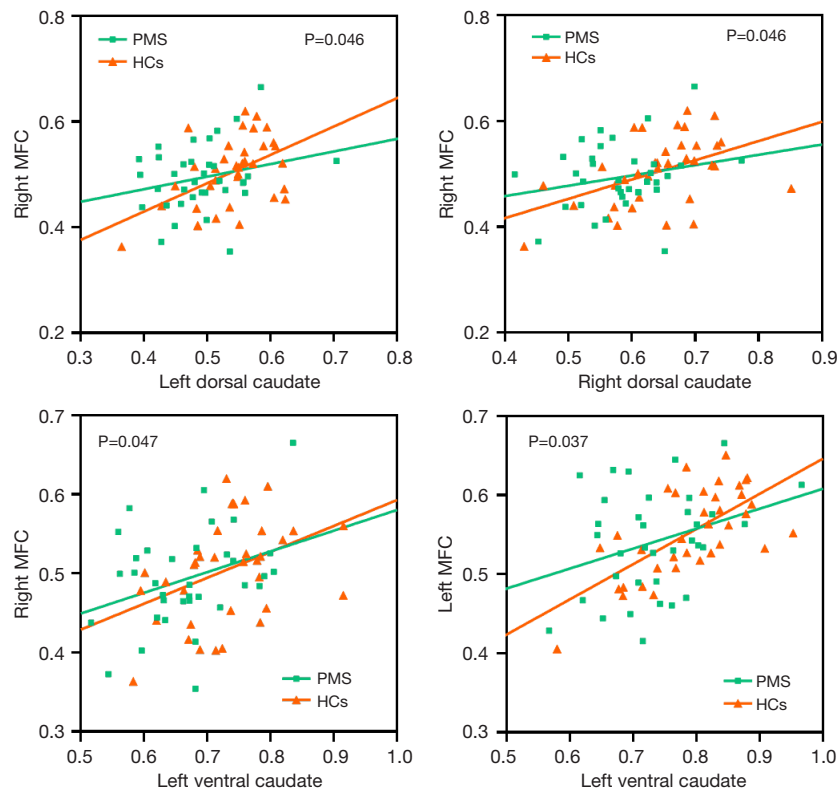 0.8
0.6
0.4
0.2
Right MFC
PMS
HCs
P=0.046
0.3 0.4 0.5 0.6 0.7 0.8
Left dorsal caudate
0.8
0.6
0.4
0.2
Right MFC
PMS
HCs
P=0.046
0.4 0.5 0.6 0.7 0.8 0.9
Right dorsal caudate
0.7
0.6
0.5
0.4
0.3
Right MFC
P=0.047
PMS
HCs
0.5 0.6 0.7 0.8 0.9 1.0
Left ventral caudate
0.7
0.6
0.5
0.4
0.3
Left MFC
P=0.037
PMS
HCs
0.5 0.6 0.7 0.8 0.9 1.0
Left ventral caudate